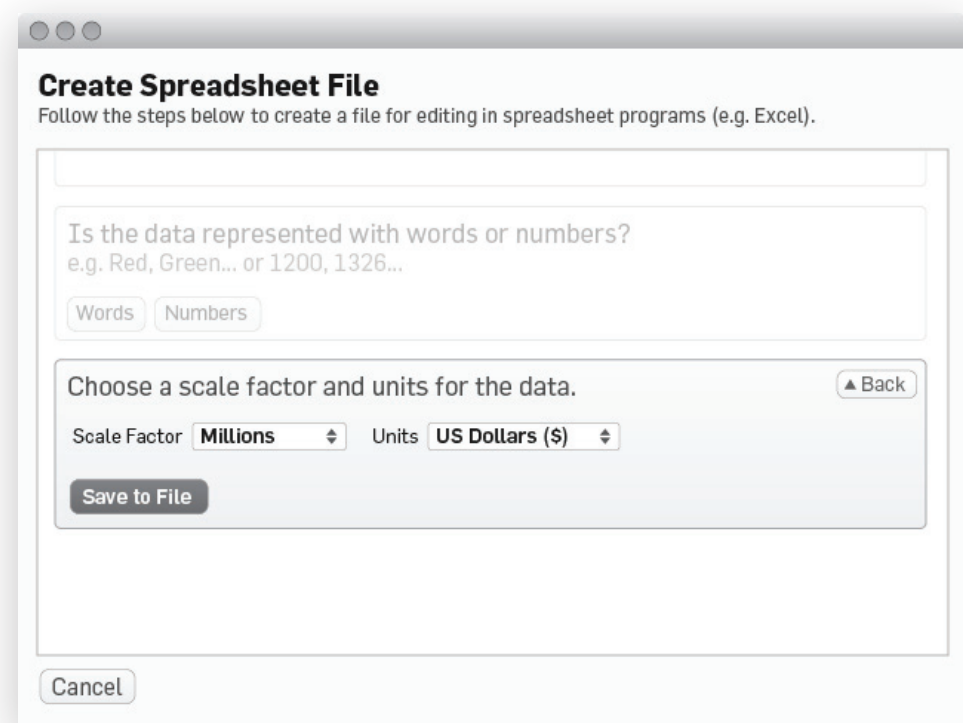 Create Spreadsheet File
Follow the steps below to create a file for editing in spreadsheet programs (e.g. Excel).
Is the data represented with words or numbers?
e.g. Red, Green... or 1200, 1326...
Words Numbers
Choose a scale factor and units for the data.
▲ Back
Scale Factor Millions Units US Dollars ($)
Save to File
Cancel